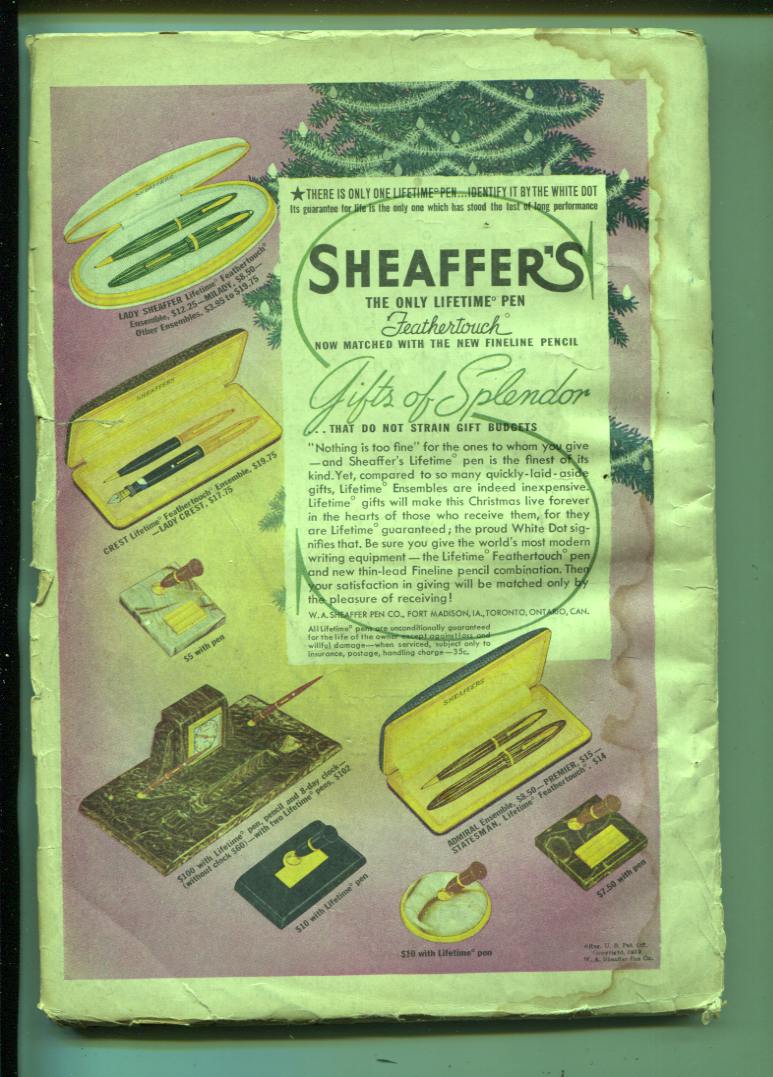 ★THERE IS ONLY ONE LIFETIME° PEN...IDENTIFY IT BY THE WHITE DOT
Its guarantee for life is the only one which has stood the test of long performance
SHEAFFER'S
THE ONLY LIFETIME° PEN
Feathertouch°
NOW MATCHED WITH THE NEW FINELINE PENCIL
Gifts of Splendor
...THAT DO NOT STRAIN GIFT BUDGETS
"Nothing is too fine" for the ones to whom you give
—and Sheaffer's Lifetime° pen is the finest of its
kind. Yet, compared to so many quickly-laid-aside
gifts, Lifetime° Ensembles are indeed inexpensive.
Lifetime° gifts will make this Christmas live forever
in the hearts of those who receive them, for they
are Lifetime° guaranteed; the proud White Dot sig-
nifies that. Be sure you give the world's most modern
writing equipment—the Lifetime° Feathertouch° pen
and new thin-lead Fineline pencil combination. Then
your satisfaction in giving will be matched only by
the pleasure of receiving!
W. A. SHEAFFER PEN CO., FORT MADISON, IA., TORONTO, ONTARIO, CAN.
All Lifetime° pens are unconditionally guaranteed
for the life of the owner except against loss and
willful damage—when serviced, subject only to
insurance, postage, handling charge—35c.
SHEAFFERS
LADY SHEAFFER Lifetime° Feathertouch°
Ensemble, $12.25—MILADY, $8.50—
Other Ensembles, $3.95 to $19.75
SHEAFFERS
CREST Lifetime° Feathertouch° Ensemble, $19.75
—LADY CREST, $17.75
$5 with pen
$100 with Lifetime° pen, pencil and 8-day clock—
(without clock $60)—with two Lifetime° pens, $102
SHEAFFERS
ADMIRAL Ensemble, $8.50—PREMIER, $15—
STATESMAN, Lifetime° Feathertouch°, $14
$10 with Lifetime° pen
$10 with Lifetime° pen
$7.50 with pen
®Reg. U. S. Pat. Off.
Copyright, 1939
W. A. Sheaffer Pen Co.